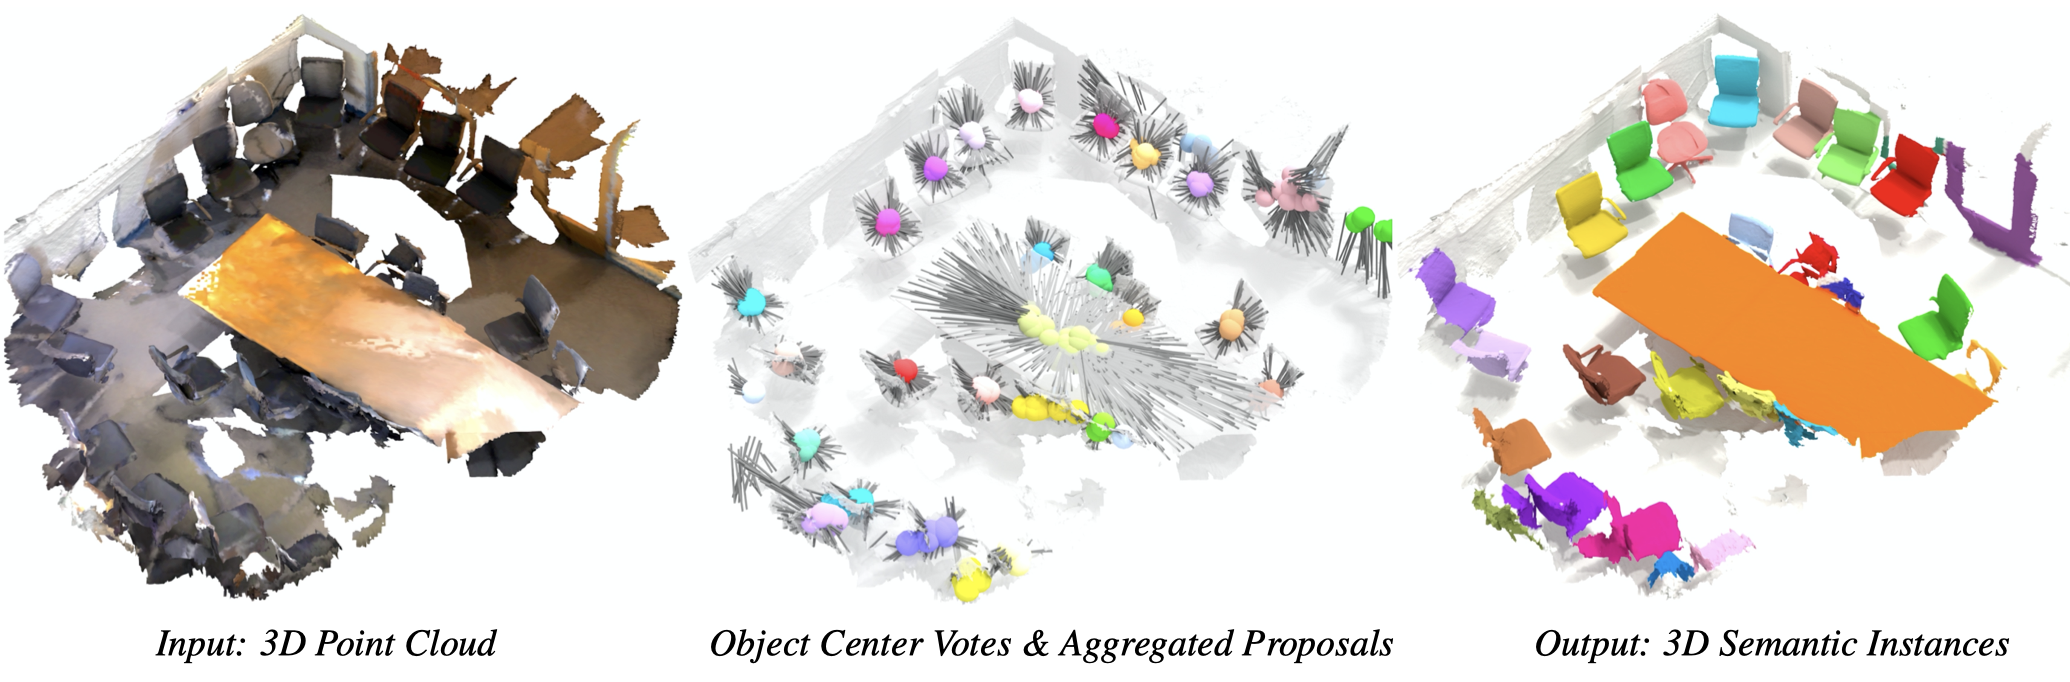 Input: 3D Point Cloud
Object Center Votes & Aggregated Proposals
Output: 3D Semantic Instances